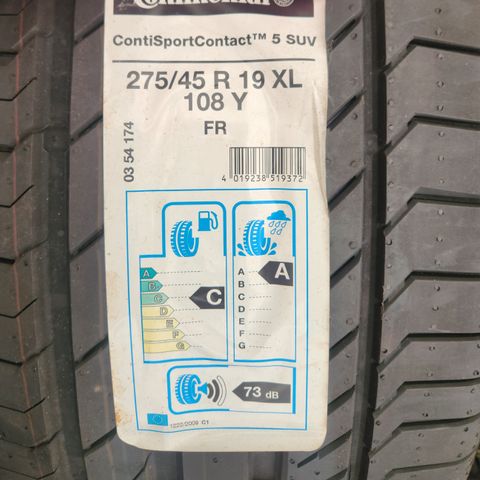 Continental
ContiSportContact™ 5 SUV
275/45 R 19 XL
108 Y
FR
03 54 174
4 019238 519372
A
B
C
D
E
F
G
C
A
B
C
D
E
F
G
A
73 dB
1222/2009 C1